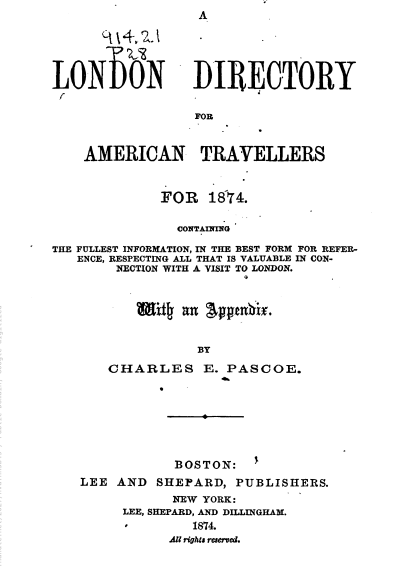 A
914.21
P28
LONDON DIRECTORY
FOR
AMERICAN TRAVELLERS
FOR 1874.
CONTAINING
THE FULLEST INFORMATION, IN THE BEST FORM FOR REFER-
ENCE, RESPECTING ALL THAT IS VALUABLE IN CON-
NECTION WITH A VISIT TO LONDON.
With an Appendix.
BY
CHARLES E. PASCOE.
BOSTON:
LEE AND SHEPARD, PUBLISHERS.
NEW YORK:
LEE, SHEPARD, AND DILLINGHAM.
1874.
All rights reserved.